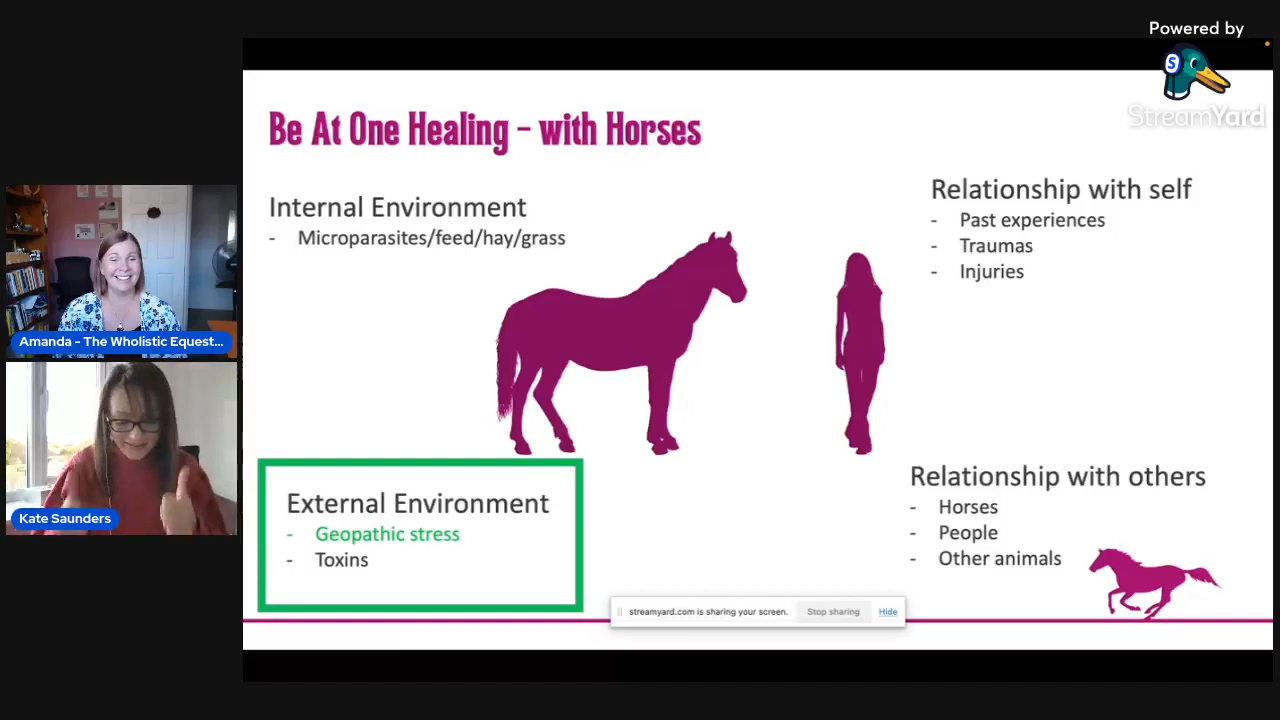 Powered by
S
StreamYard
Be At One Healing - with Horses
Internal Environment
- Microparasites/feed/hay/grass
Relationship with self
- Past experiences
- Traumas
- Injuries
Amanda - The Wholistic Equest...
Kate Saunders
External Environment
- Geopathic stress
- Toxins
Relationship with others
- Horses
- People
- Other animals
streamyard.com is sharing your screen. Stop sharing Hide